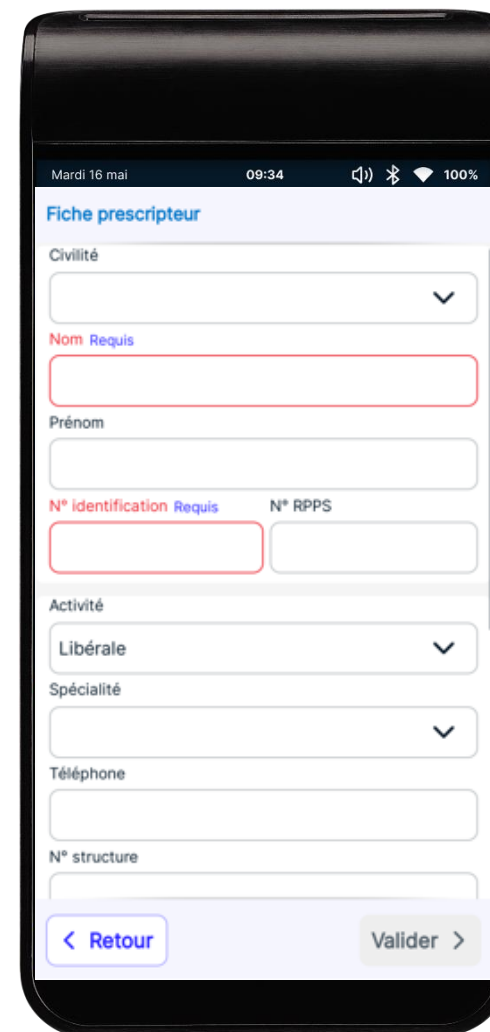 Mardi 16 mai 09:34 100%
Fiche prescripteur
Civilité
Nom Requis
Prénom
N° identification Requis N° RPPS
Activité
Libérale
Spécialité
Téléphone
N° structure
Retour Valider